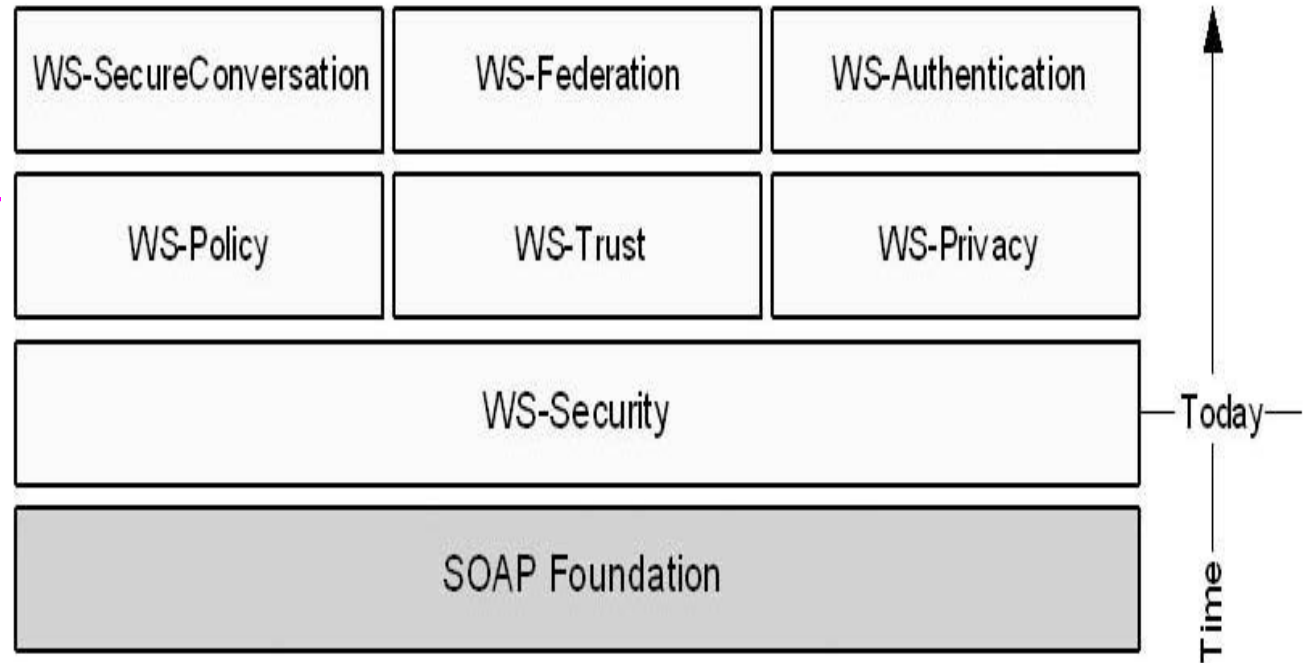 WS-SecureConversation
WS-Federation
WS-Authentication
WS-Policy
WS-Trust
WS-Privacy
WS-Security
Today
SOAP Foundation
Time